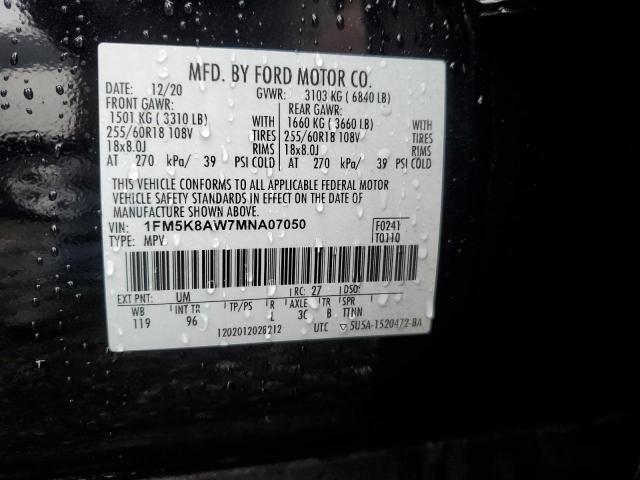 MFD. BY FORD MOTOR CO.
DATE: 12/20 GVWR: 3103 KG ( 6840 LB)
FRONT GAWR: REAR GAWR:
1501 KG ( 3310 LB) WITH 1660 KG ( 3660 LB) WITH
255/60R18 108V TIRES 255/60R18 108V TIRES
18x8.0J RIMS 18x8.0J RIMS
AT 270 kPa/ 39 PSI COLD AT 270 kPa/ 39 PSI COLD
THIS VEHICLE CONFORMS TO ALL APPLICABLE FEDERAL MOTOR
VEHICLE SAFETY STANDARDS IN EFFECT ON THE DATE OF
MANUFACTURE SHOWN ABOVE.
VIN: 1FM5K8AW7MNA07050 F0241
TYPE: MPV T0110
RC: 27 DSO:
EXT PNT: UM
WB INT TR TP/PS R AXLE TR SPR
119 96 L 3C B TTNN
1202012026212 UTC 5U5A-1520472-BA